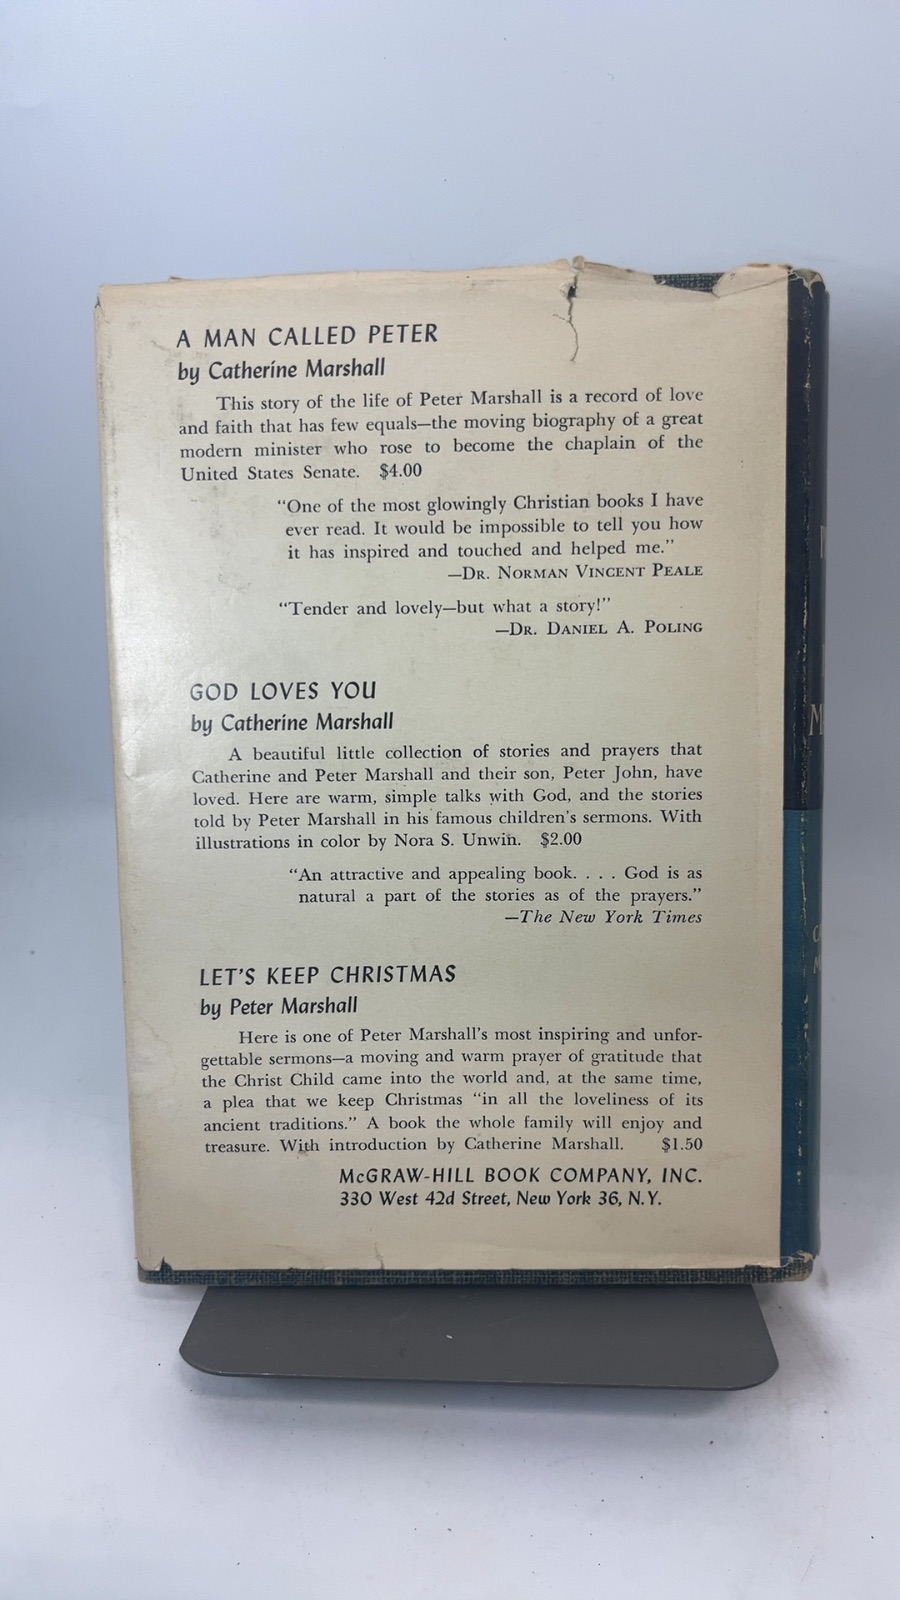 A MAN CALLED PETER
by Catherine Marshall
This story of the life of Peter Marshall is a record of love
and faith that has few equals—the moving biography of a great
modern minister who rose to become the chaplain of the
United States Senate. $4.00
“One of the most glowingly Christian books I have
ever read. It would be impossible to tell you how
it has inspired and touched and helped me.”
—DR. NORMAN VINCENT PEALE
“Tender and lovely—but what a story!”
—DR. DANIEL A. POLING
GOD LOVES YOU
by Catherine Marshall
A beautiful little collection of stories and prayers that
Catherine and Peter Marshall and their son, Peter John, have
loved. Here are warm, simple talks with God, and the stories
told by Peter Marshall in his famous children's sermons. With
illustrations in color by Nora S. Unwin. $2.00
“An attractive and appealing book. . . . God is as
natural a part of the stories as of the prayers.”
—The New York Times
LET'S KEEP CHRISTMAS
by Peter Marshall
Here is one of Peter Marshall's most inspiring and unfor-
gettable sermons—a moving and warm prayer of gratitude that
the Christ Child came into the world and, at the same time,
a plea that we keep Christmas “in all the loveliness of its
ancient traditions.” A book the whole family will enjoy and
treasure. With introduction by Catherine Marshall. $1.50
McGRAW-HILL BOOK COMPANY, INC.
330 West 42d Street, New York 36, N.Y.